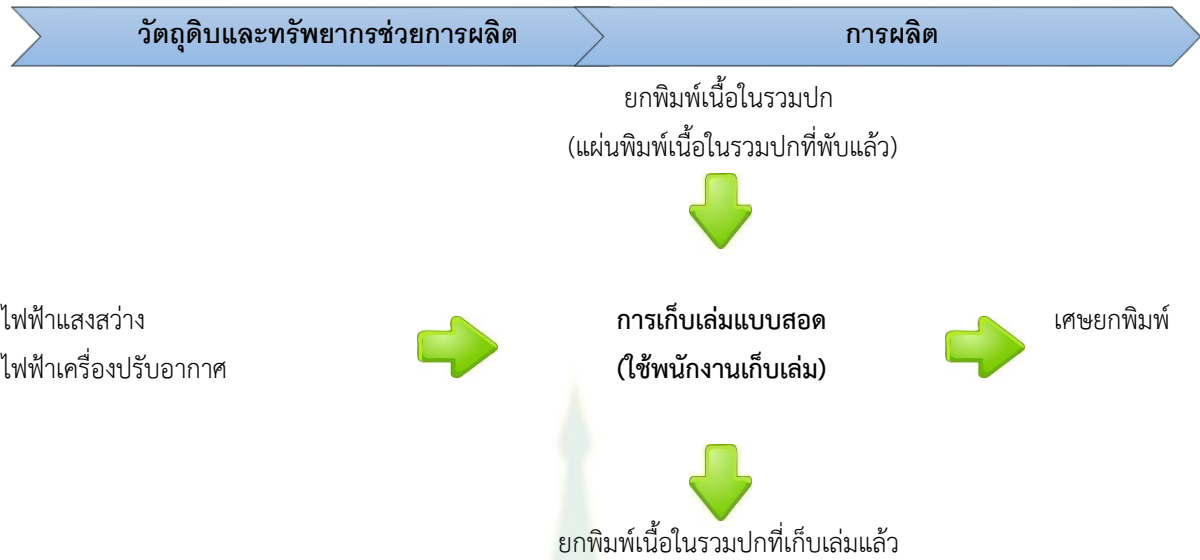 วัตถุดิบและทรัพยากรช่วยการผลิต
การผลิต
ยกพิมพ์เนื้อในรวมปก
(แผ่นพิมพ์เนื้อในรวมปกที่พับแล้ว)
ไฟฟ้าแสงสว่าง
ไฟฟ้าเครื่องปรับอากาศ
การเก็บเล่มแบบสอด
(ใช้พนักงานเก็บเล่ม)
เศษยกพิมพ์
ยกพิมพ์เนื้อในรวมปกที่เก็บเล่มแล้ว